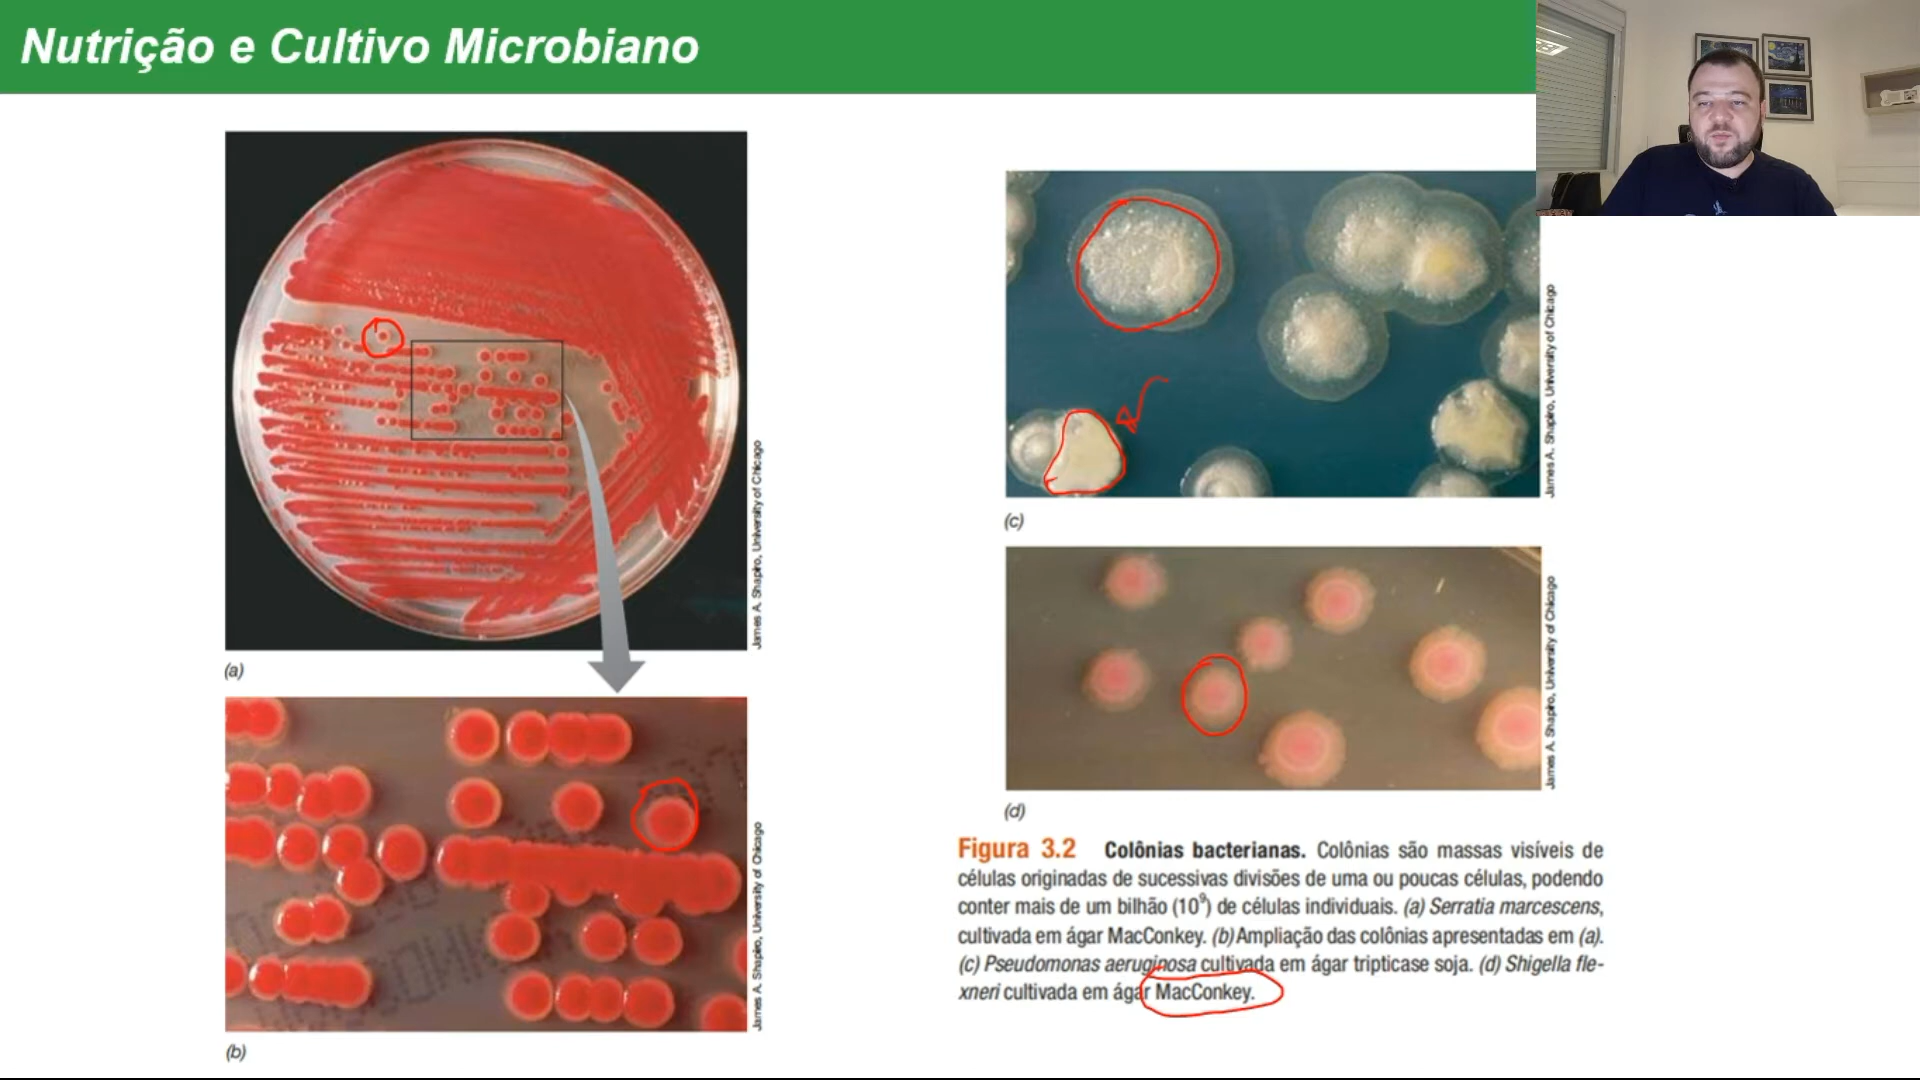 Nutrição e Cultivo Microbiano
James A. Shapiro, University of Chicago
(a)
James A. Shapiro, University of Chicago
(b)
James A. Shapiro, University of Chicago
(c)
James A. Shapiro, University of Chicago
(d)
Figura 3.2 Colônias bacterianas. Colônias são massas visíveis de
células originadas de sucessivas divisões de uma ou poucas células, podendo
conter mais de um bilhão (10⁹) de células individuais. (a) Serratia marcescens,
cultivada em ágar MacConkey. (b) Ampliação das colônias apresentadas em (a).
(c) Pseudomonas aeruginosa cultivada em ágar tripticase soja. (d) Shigella fle-
xneri cultivada em ágar MacConkey.